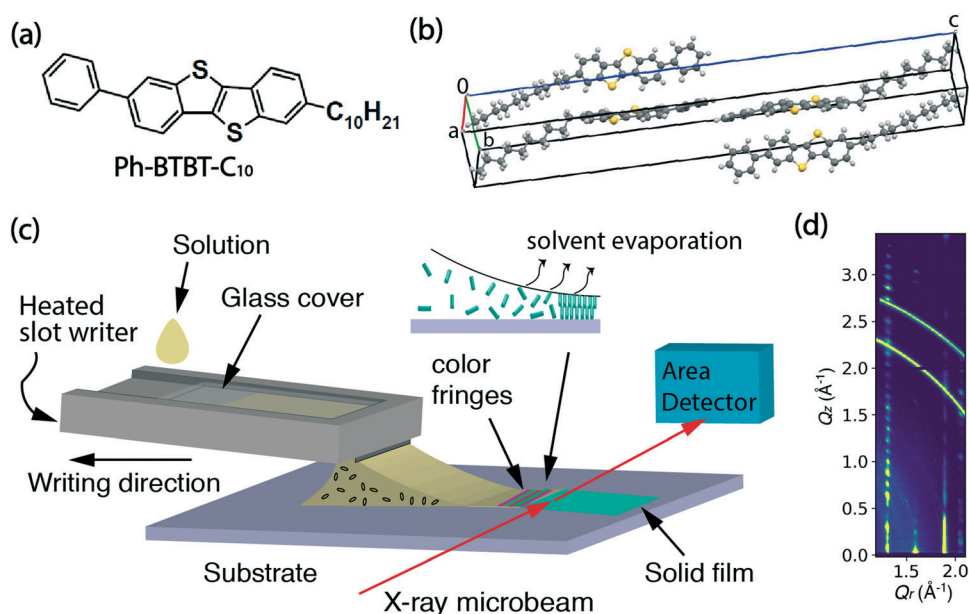 (a)
S
S
C10H21
Ph-BTBT-C10
(b)
0
a
b
c
(c)
Solution
Glass cover
Heated
slot writer
Writing direction
solvent evaporation
color
fringes
Area
Detector
Substrate
X-ray microbeam
Solid film
(d)
Qz (Å-1)
3.0
2.5
2.0
1.5
1.0
0.5
0.0
1.5 2.0
Qr (Å-1)